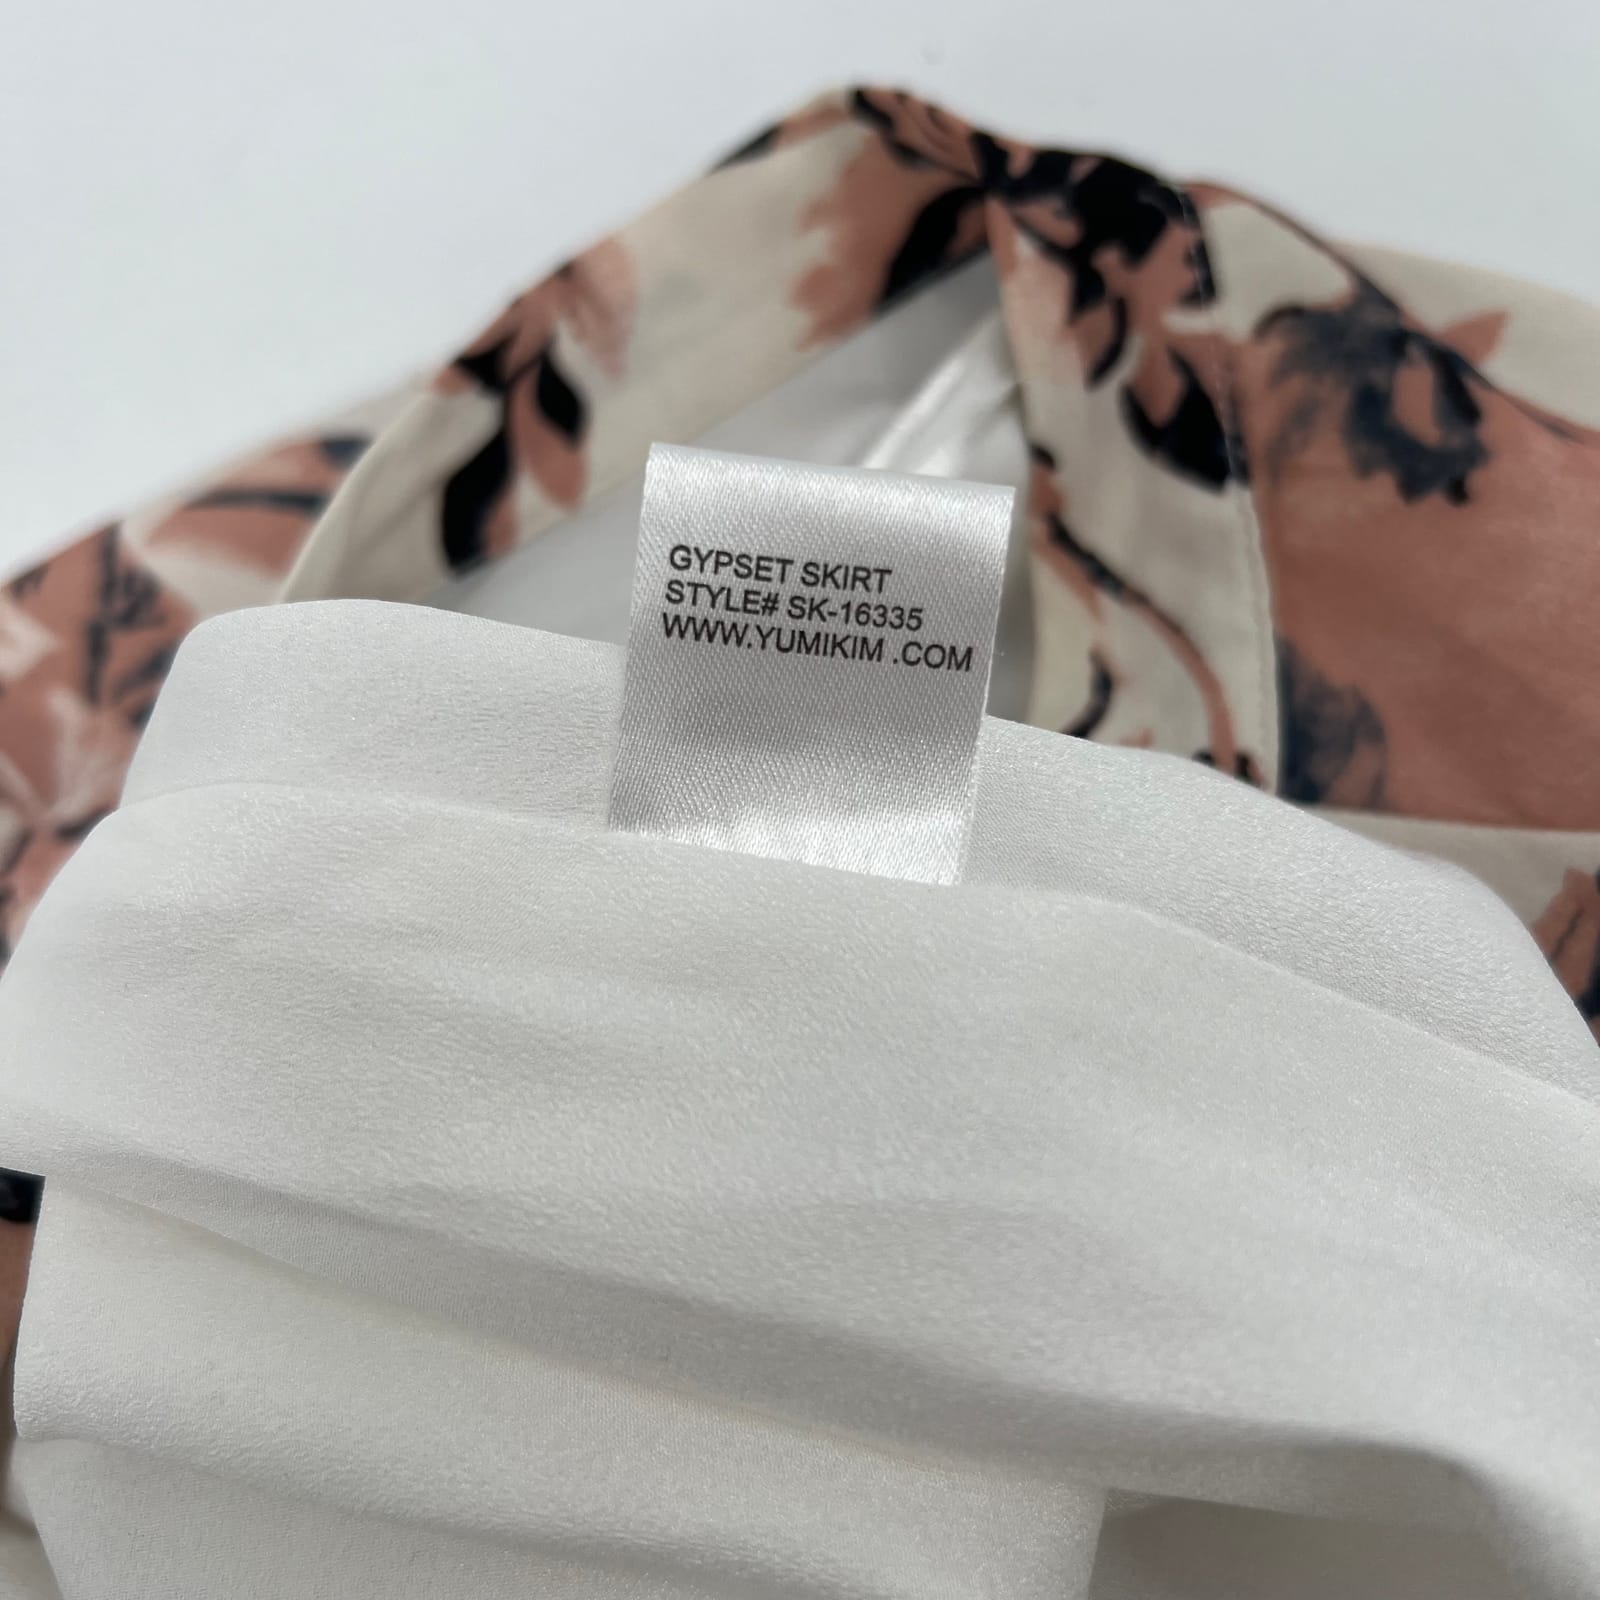 GYPSET SKIRT
STYLE# SK-16335
WWW.YUMIKIM .COM